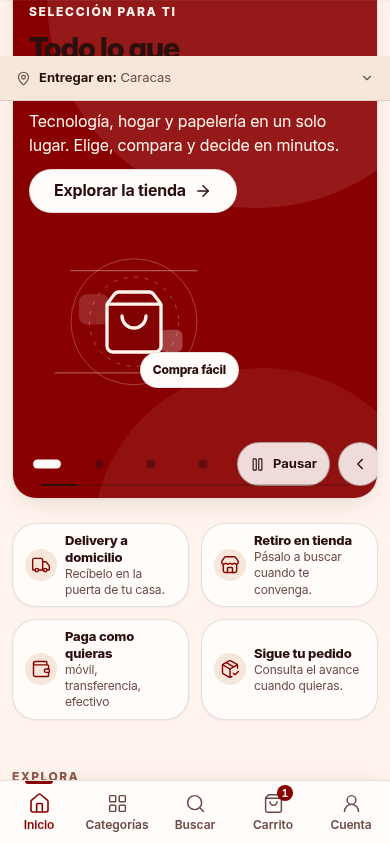 SELECCIÓN PARA TI
Todo lo que
Entregar en: Caracas
Tecnología, hogar y papelería en un solo
lugar. Elige, compara y decide en minutos.
Explorar la tienda
Compra fácil
Pausar
Delivery a
domicilio
Recíbelo en la
puerta de tu casa.
Retiro en tienda
Pásalo a buscar
cuando te
convenga.
Paga como
quieras
móvil,
transferencia,
efectivo
Sigue tu pedido
Consulta el avance
cuando quieras.
EXPLORA
1
Inicio
Categorías
Buscar
Carrito
Cuenta